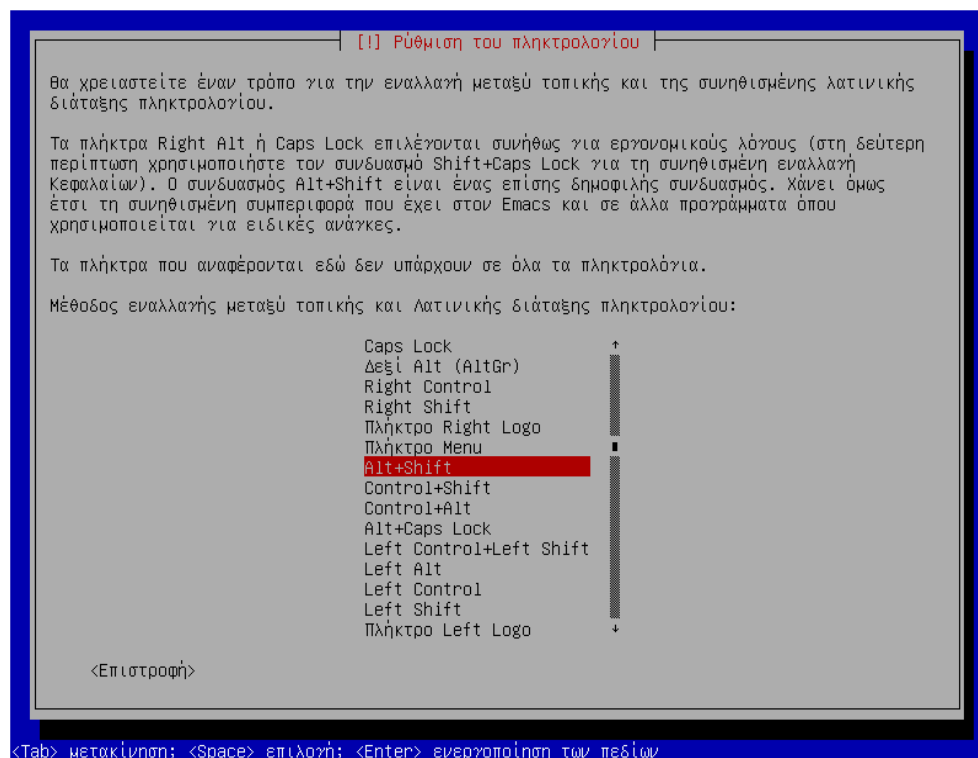 [!] Ρύθμιση του πληκτρολογίου
Θα χρειαστείτε έναν τρόπο για την εναλλαγή μεταξύ τοπικής και της συνηθισμένης λατινικής
διάταξης πληκτρολογίου.
Τα πλήκτρα Right Alt ή Caps Lock επιλέγονται συνήθως για εργονομικούς λόγους (στη δεύτερη
περίπτωση χρησιμοποιήστε τον συνδυασμό Shift+Caps Lock για τη συνηθισμένη εναλλαγή
Κεφαλαίων). Ο συνδυασμός Alt+Shift είναι ένας επίσης δημοφιλής συνδυασμός. Χάνει όμως
έτσι τη συνηθισμένη συμπεριφορά που έχει στον Emacs και σε άλλα προγράμματα όπου
χρησιμοποιείται για ειδικές ανάγκες.
Τα πλήκτρα που αναφέρονται εδώ δεν υπάρχουν σε όλα τα πληκτρολόγια.
Μέθοδος εναλλαγής μεταξύ τοπικής και Λατινικής διάταξης πληκτρολογίου:
Caps Lock
Δεξί Alt (AltGr)
Right Control
Right Shift
Πλήκτρο Right Logo
Πλήκτρο Menu
Alt+Shift
Control+Shift
Control+Alt
Alt+Caps Lock
Left Control+Left Shift
Left Alt
Left Control
Left Shift
Πλήκτρο Left Logo
<Επιστροφή>
<Tab> μετακίνηση; <Space> επιλογή; <Enter> ενεργοποίηση των πεδίων